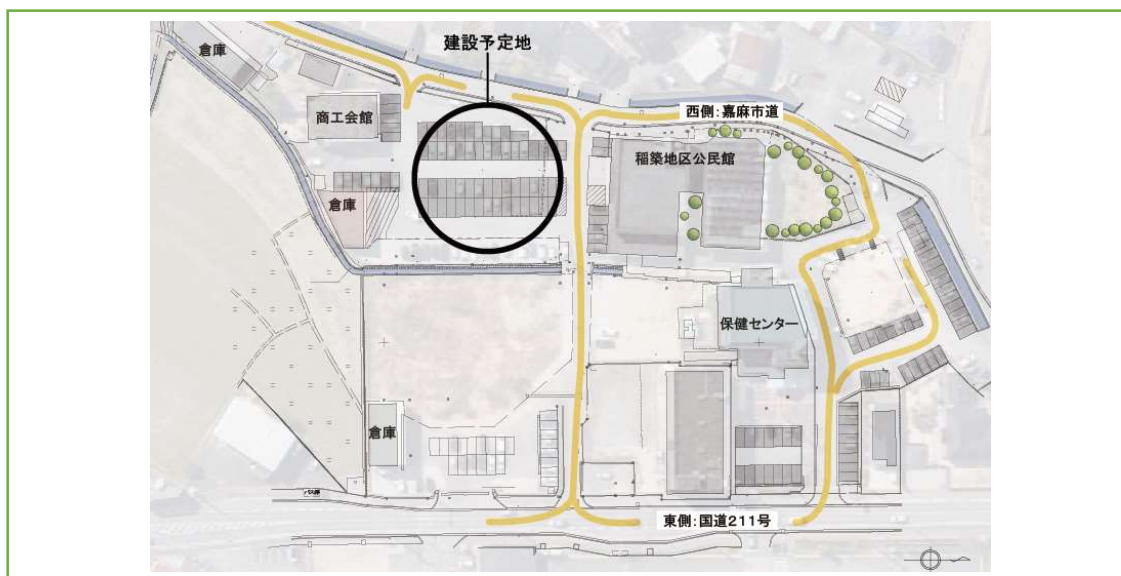 建設予定地
倉庫
商工会館
西側:嘉麻市道
稲築地区公民館
倉庫
保健センター
倉庫
東側:国道211号